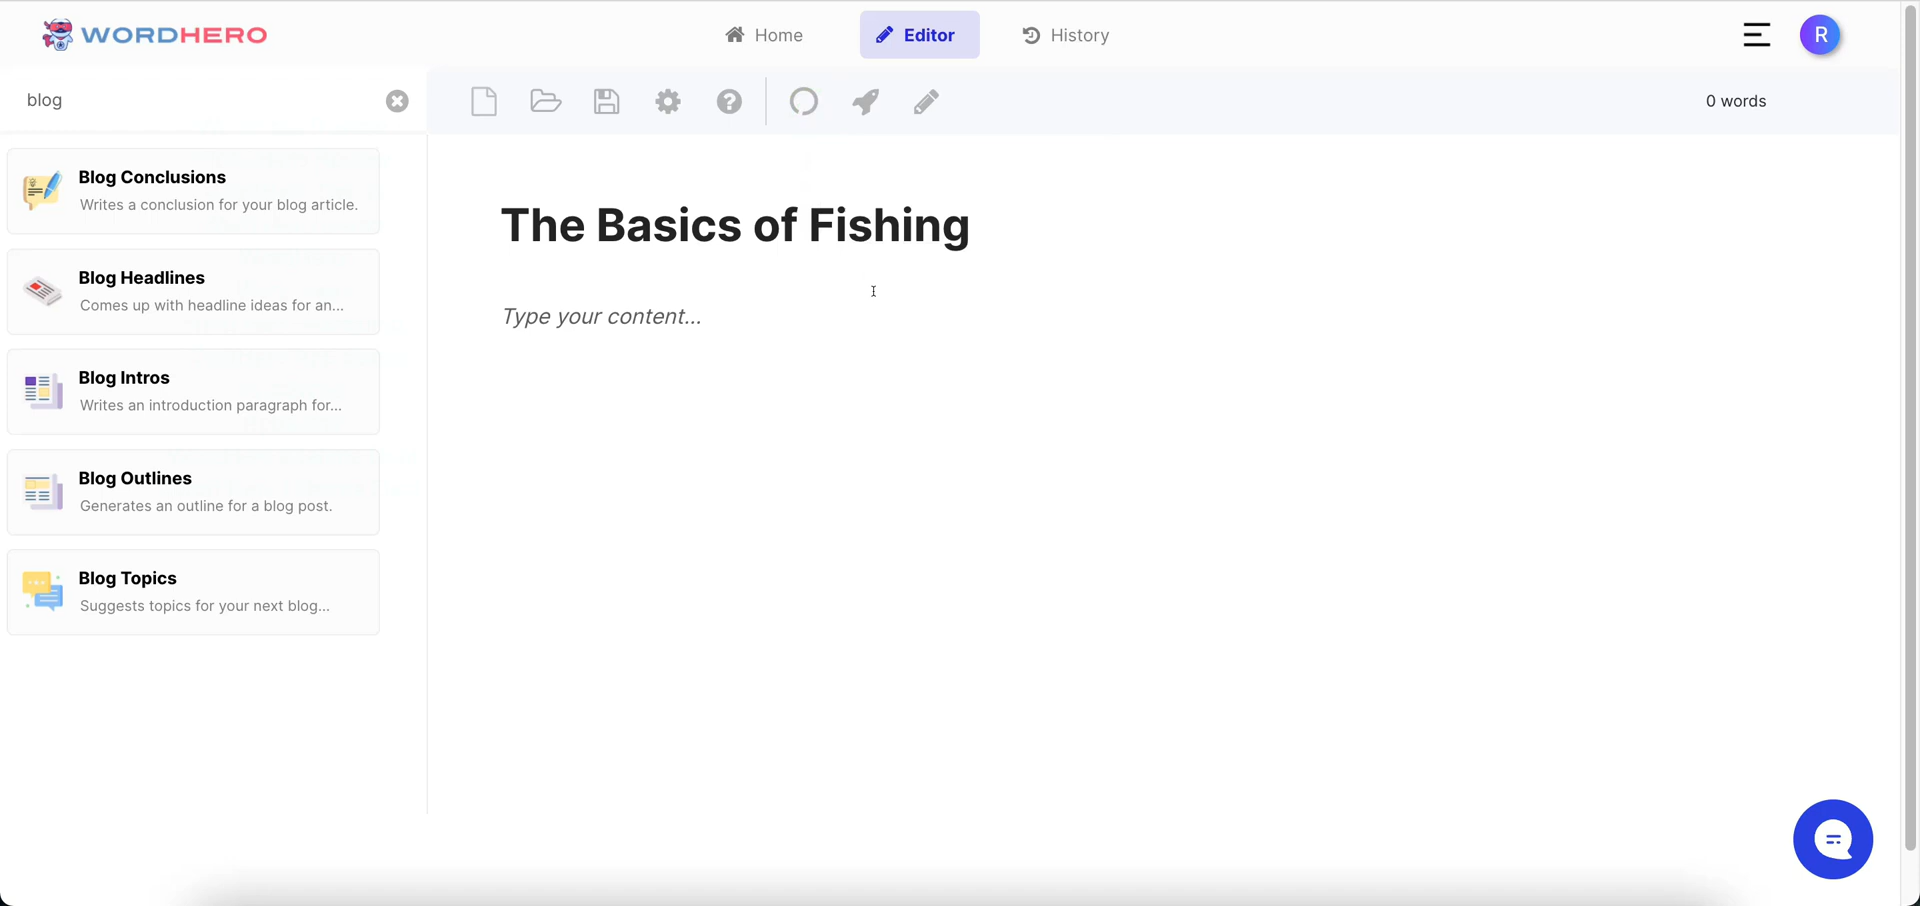 WORDHERO
Home
Editor
History
R
blog
0 words
Blog Conclusions
Writes a conclusion for your blog article.
Blog Headlines
Comes up with headline ideas for an...
Blog Intros
Writes an introduction paragraph for...
Blog Outlines
Generates an outline for a blog post.
Blog Topics
Suggests topics for your next blog...
The Basics of Fishing
Type your content...